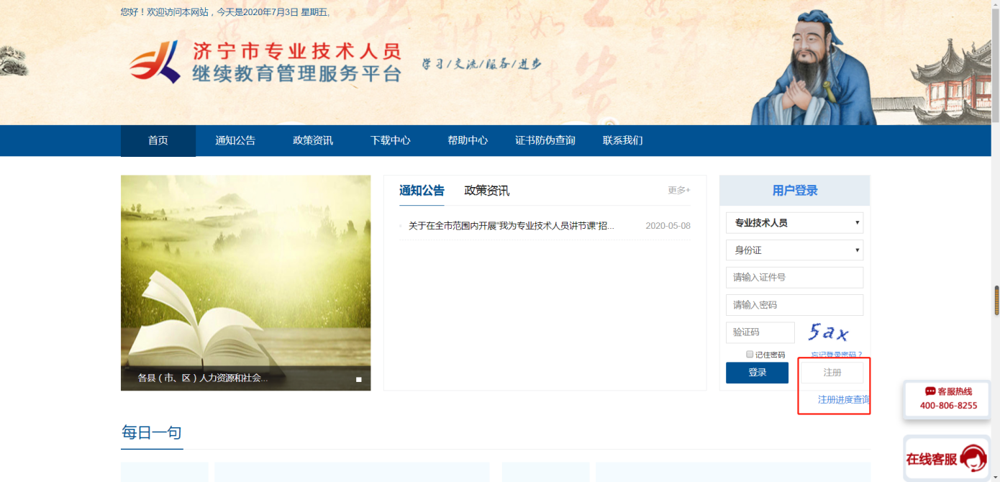 您好！欢迎访问本网站，今天是2020年7月3日 星期五,
济宁市专业技术人员
继续教育管理服务平台
学习/交流/服务/进步
首页 通知公告 政策资讯 下载中心 帮助中心 证书防伪查询 联系我们
各县（市、区）人力资源和社会...
通知公告 政策资讯 更多+
关于在全市范围内开展“我为专业技术人员讲节课”招... 2020-05-08
用户登录
专业技术人员
身份证
请输入证件号
请输入密码
验证码 5ax
记住密码 忘记登录密码？
登录 注册
注册进度查询
客服热线
400-806-8255
在线客服
每日一句